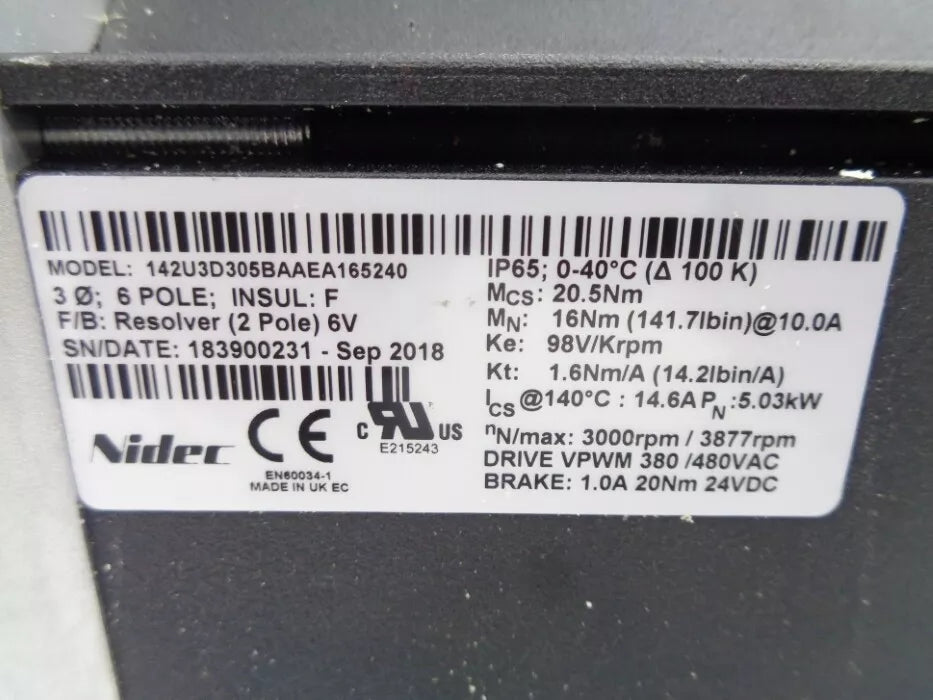 MODEL: 142U3D305BAAEA165240
3 Ø; 6 POLE; INSUL: F
F/B: Resolver (2 Pole) 6V
SN/DATE: 183900231 - Sep 2018
Nidec
CE
EN60034-1
MADE IN UK EC
c RU US
E215243
IP65; 0-40°C (Δ 100 K)
MCS: 20.5Nm
MN: 16Nm (141.7lbin)@10.0A
Ke: 98V/Krpm
Kt: 1.6Nm/A (14.2lbin/A)
ICS @140°C : 14.6A PN :5.03kW
nN/max: 3000rpm / 3877rpm
DRIVE VPWM 380 /480VAC
BRAKE: 1.0A 20Nm 24VDC